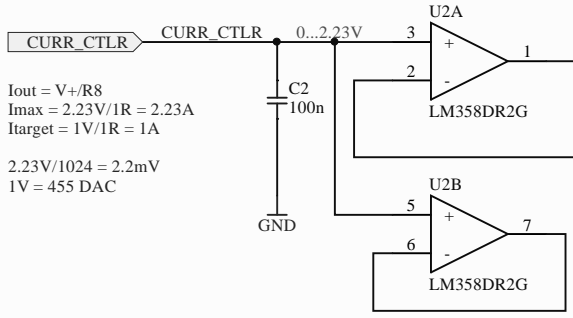 U2A
CURR_CTLR
CURR_CTLR
0...2.23V
3
+
1
2
-
LM358DR2G
C2
100n
GND
Iout = V+/R8
Imax = 2.23V/1R = 2.23A
Itarget = 1V/1R = 1A
2.23V/1024 = 2.2mV
1V = 455 DAC
U2B
5
+
7
6
-
LM358DR2G